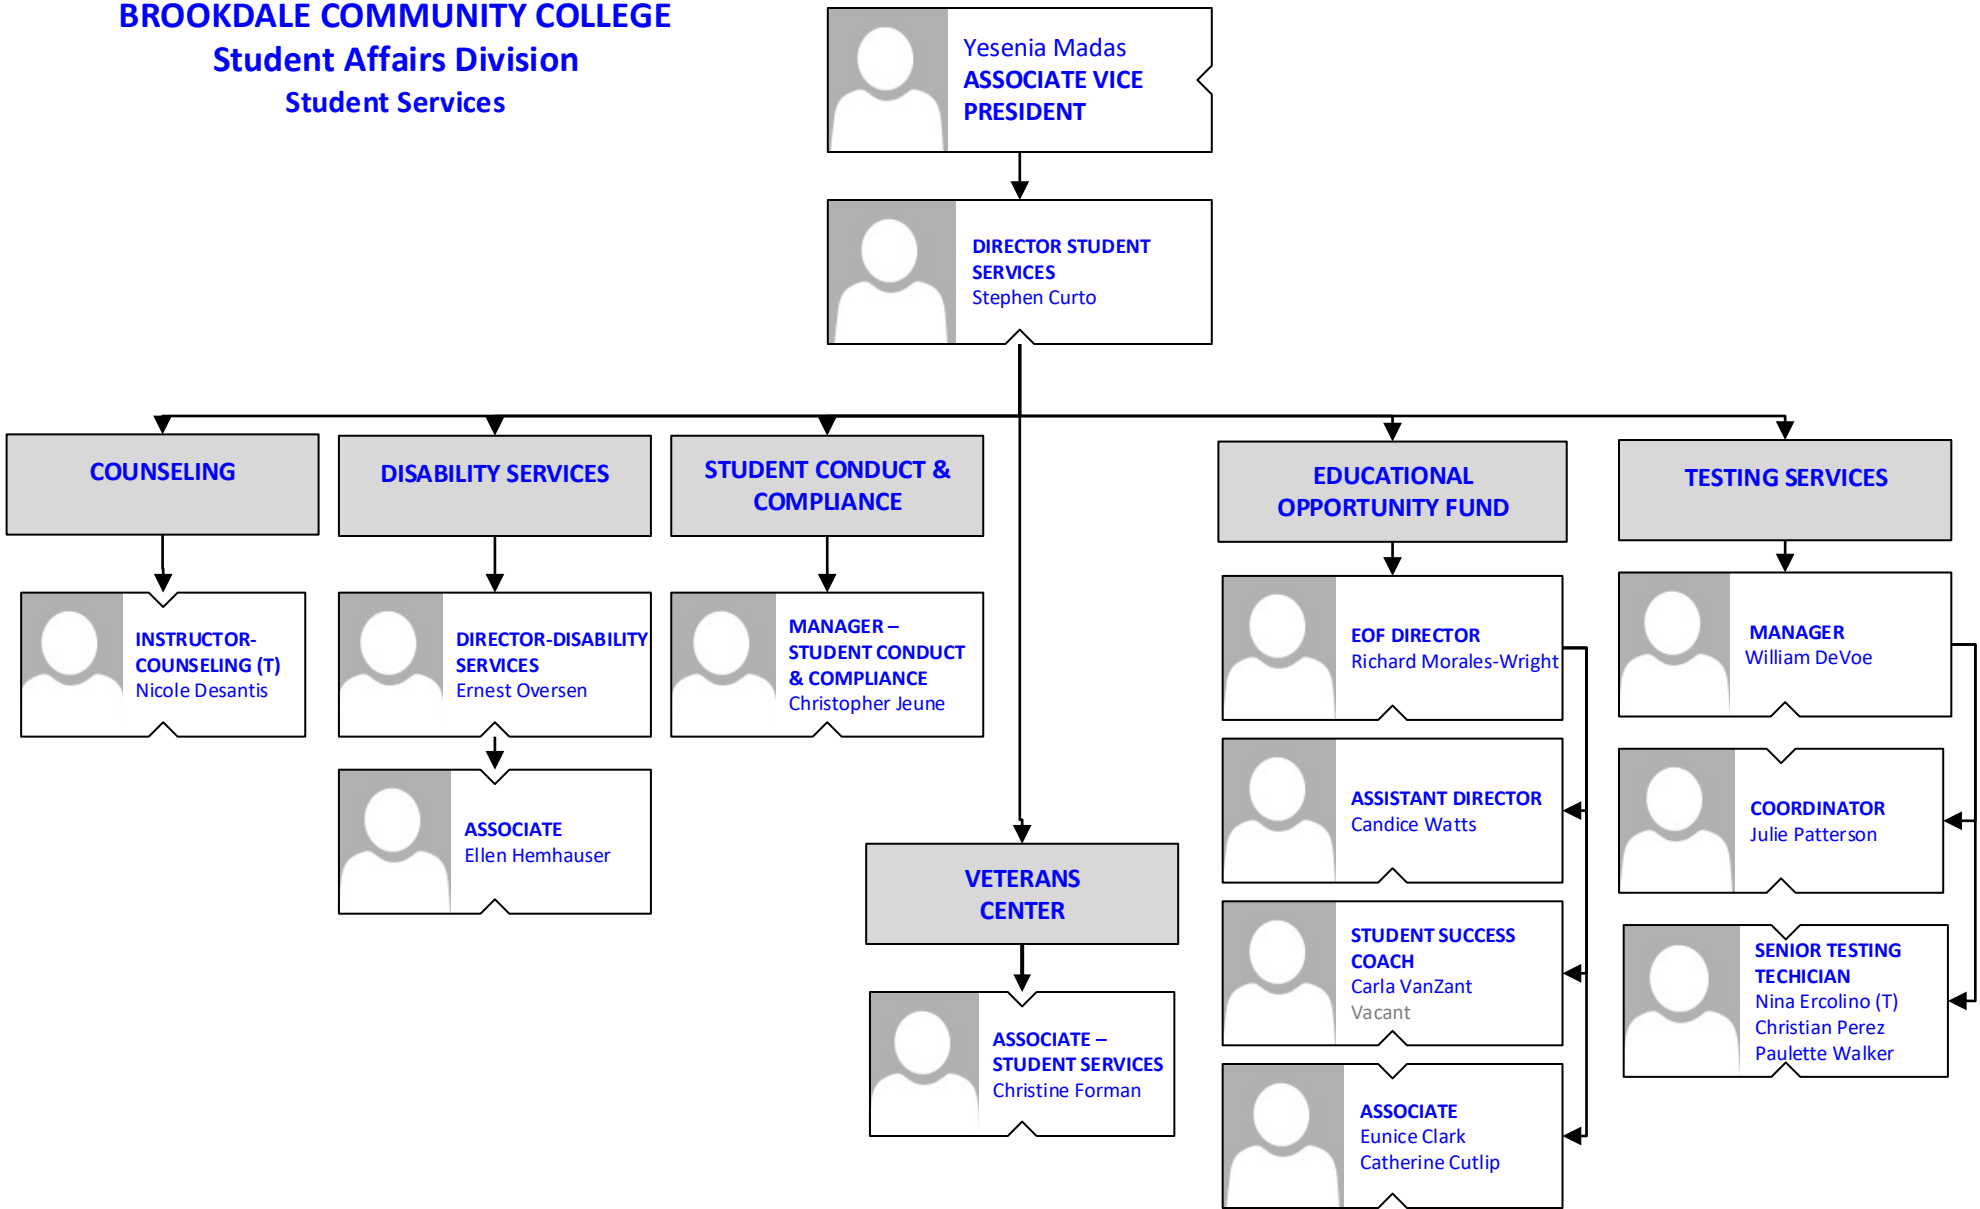 BROOKDALE COMMUNITY COLLEGE
Student Affairs Division
Student Services
Yesenia Madas
ASSOCIATE VICE
PRESIDENT
DIRECTOR STUDENT
SERVICES
Stephen Curto
COUNSELING
INSTRUCTOR-
COUNSELING (T)
Nicole Desantis
DISABILITY SERVICES
DIRECTOR-DISABILITY
SERVICES
Ernest Oversen
ASSOCIATE
Ellen Hemhauser
STUDENT CONDUCT &
COMPLIANCE
MANAGER –
STUDENT CONDUCT
& COMPLIANCE
Christopher Jeune
VETERANS
CENTER
ASSOCIATE –
STUDENT SERVICES
Christine Forman
EDUCATIONAL
OPPORTUNITY FUND
EOF DIRECTOR
Richard Morales-Wright
ASSISTANT DIRECTOR
Candice Watts
STUDENT SUCCESS
COACH
Carla VanZant
Vacant
ASSOCIATE
Eunice Clark
Catherine Cutlip
TESTING SERVICES
MANAGER
William DeVoe
COORDINATOR
Julie Patterson
SENIOR TESTING
TECHICIAN
Nina Ercolino (T)
Christian Perez
Paulette Walker